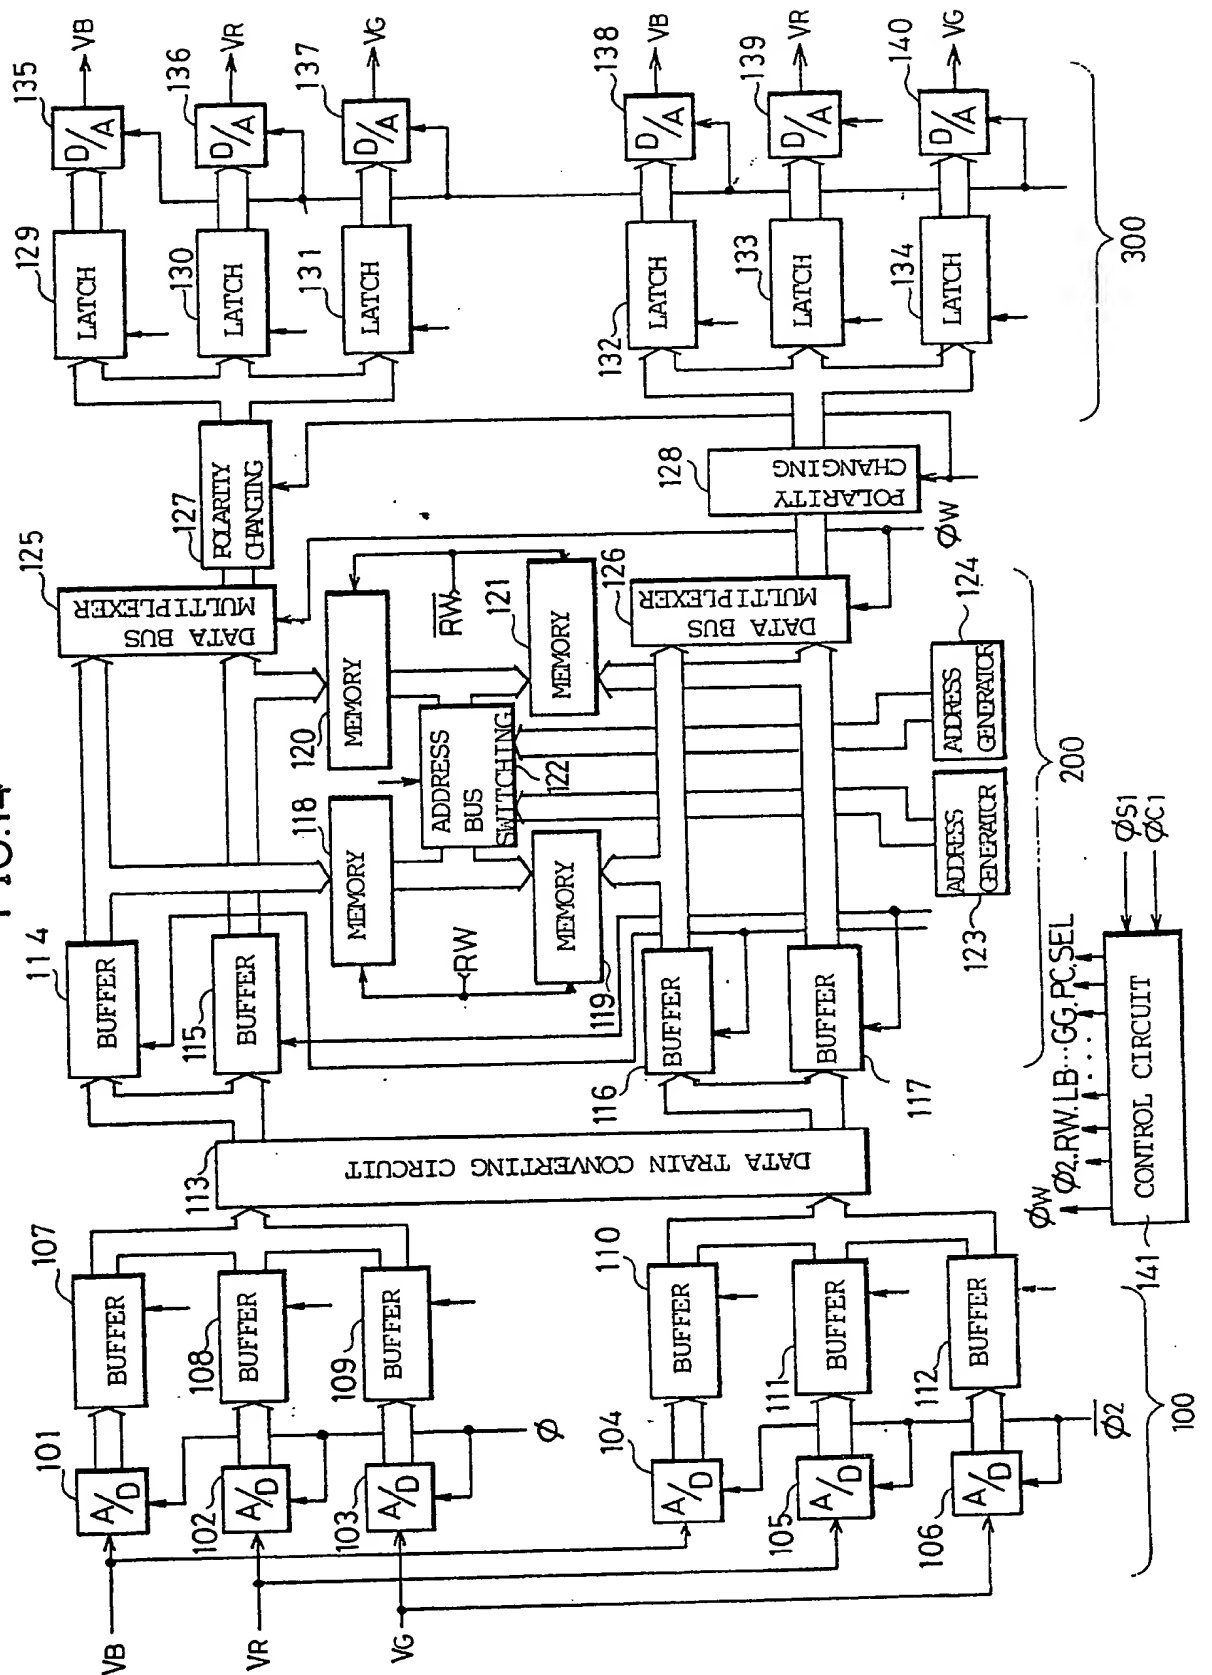 FIG.14
VB
VR
VG
101
A/D
102
A/D
103
A/D
φ
104
A/D
105
A/D
106
A/D
φ2
107
BUFFER
108
BUFFER
109
BUFFER
110
BUFFER
111
BUFFER
112
BUFFER
100
113
DATA TRAIN CONVERTING CIRCUIT
114
BUFFER
115
BUFFER
116
BUFFER
117
BUFFER
118
MEMORY
RW
119
MEMORY
120
MEMORY
RW
121
MEMORY
ADDRESS
BUS
SWITCHING
122
123
ADDRESS
GENERATOR
124
ADDRESS
GENERATOR
200
125
DATA BUS
MULTIPLEXER
126
DATA BUS
MULTIPLEXER
φW
127
POLARITY
CHANGING
128
POLARITY
CHANGING
129
LATCH
130
LATCH
131
LATCH
132
LATCH
133
LATCH
134
LATCH
135
D/A
VB
136
D/A
VR
137
D/A
VG
138
D/A
VB
139
D/A
VR
140
D/A
VG
300
141
CONTROL CIRCUIT
φW
φ2.RW.LB···GG.PC.SEL
φS1
φC1